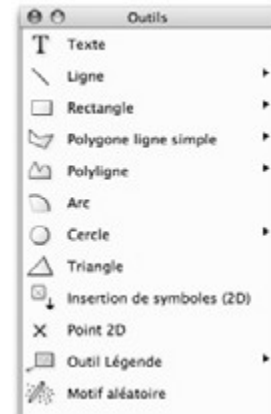 Outils
Texte
Ligne
Rectangle
Polygone ligne simple
Polyligne
Arc
Cercle
Triangle
Insertion de symboles (2D)
Point 2D
Outil Légende
Motif aléatoire